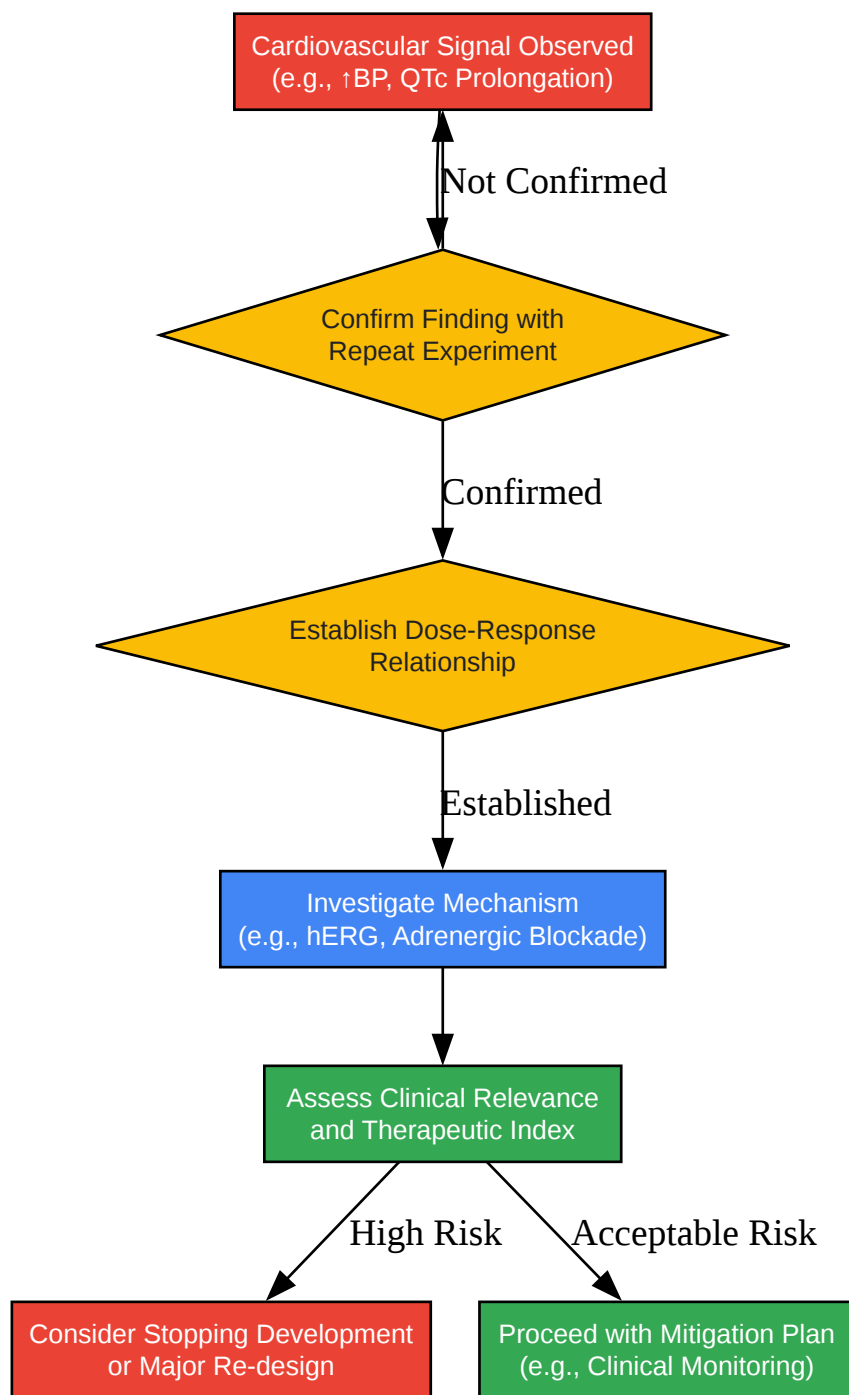 Cardiovascular Signal Observed
(e.g., ↑BP, QTc Prolongation)
Not Confirmed
Confirm Finding with
Repeat Experiment
Confirmed
Establish Dose-Response
Relationship
Established
Investigate Mechanism
(e.g., hERG, Adrenergic Blockade)
Assess Clinical Relevance
and Therapeutic Index
High Risk
Acceptable Risk
Consider Stopping Development
or Major Re-design
Proceed with Mitigation Plan
(e.g., Clinical Monitoring)